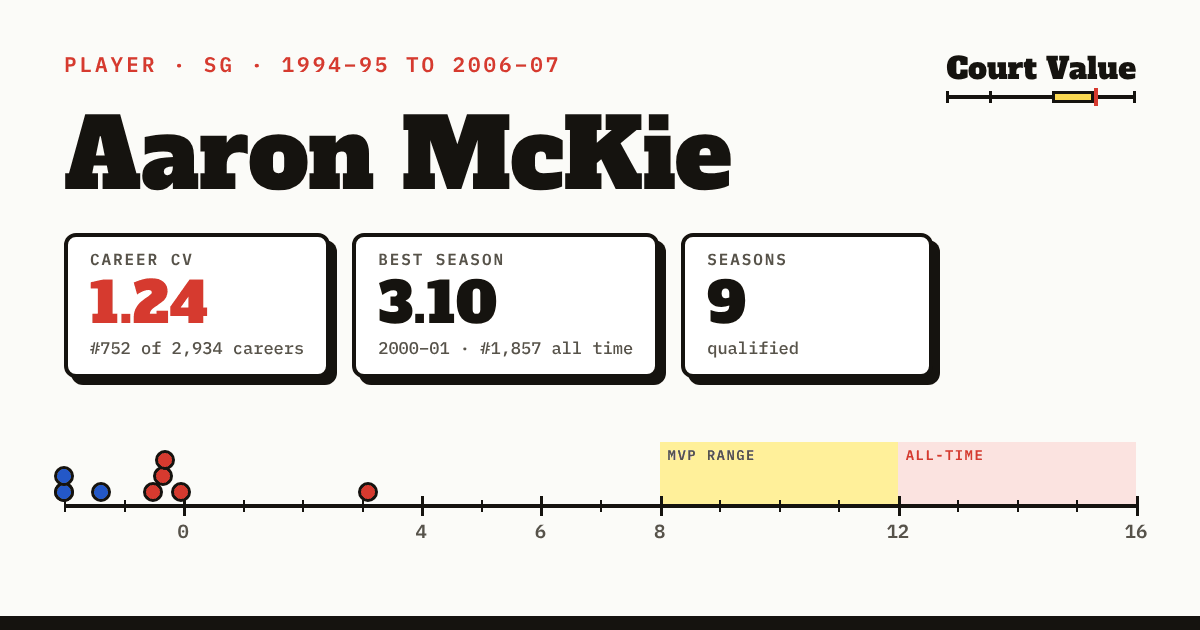 PLAYER · SG · 1994–95 TO 2006–07
Court Value
Aaron McKie
CAREER CV
1.24
#752 of 2,934 careers
BEST SEASON
3.10
2000–01 · #1,857 all time
SEASONS
9
qualified
MVP RANGE
ALL-TIME
0 4 6 8 12 16